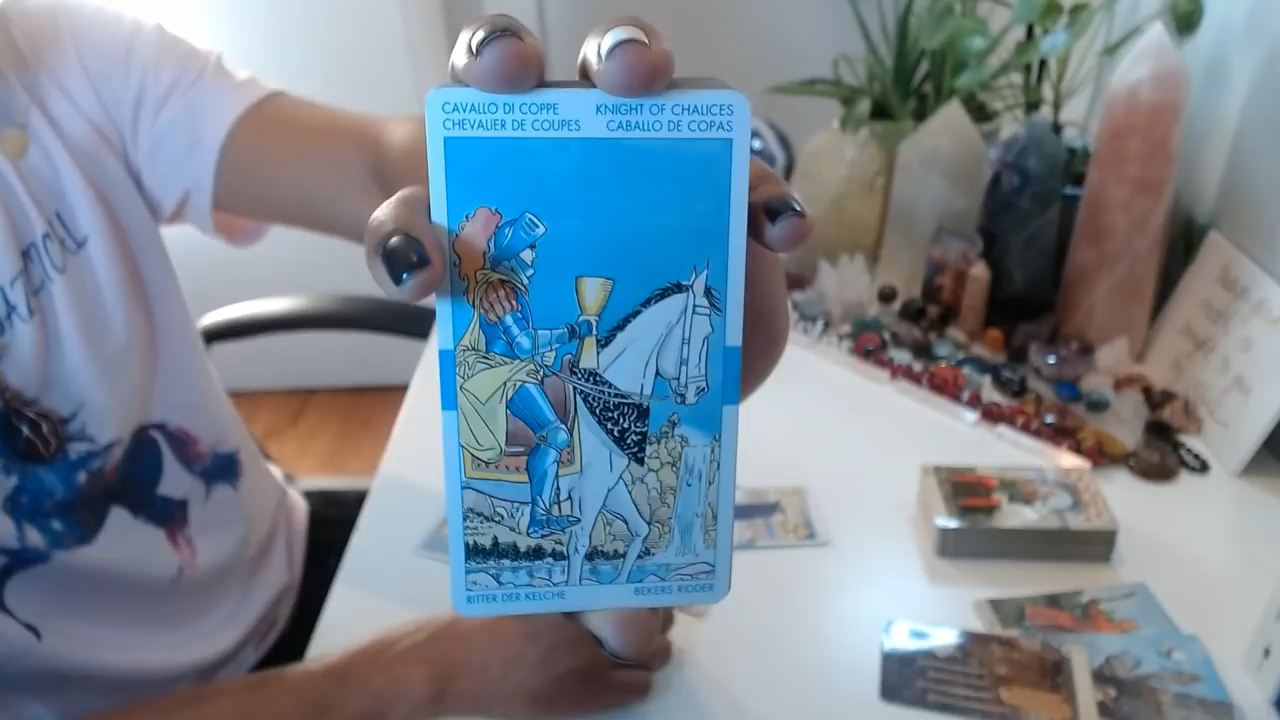 CAVALLO DI COPPE
KNIGHT OF CHALICES
CHEVALIER DE COUPES
CABALLO DE COPAS
RITTER DER KELCHE
BEKERS RIDDER